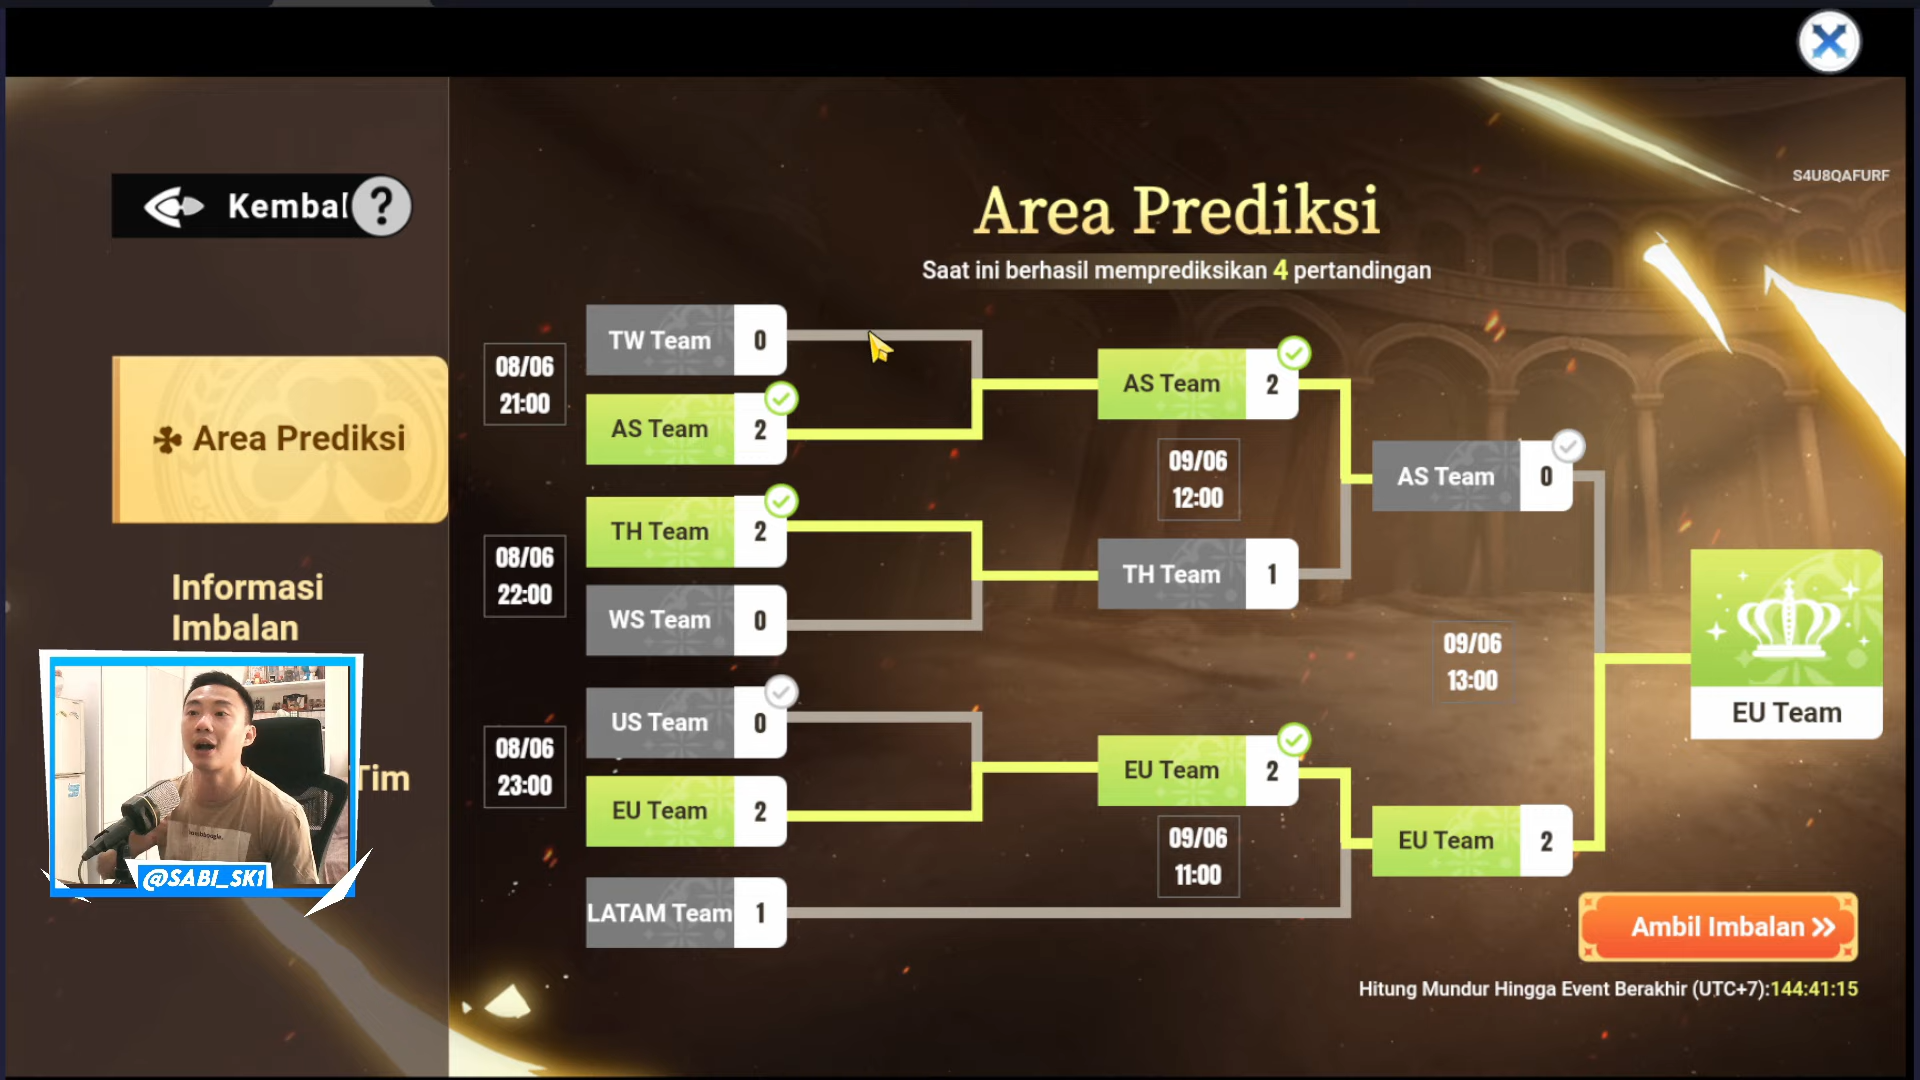 Kembal
?
S4U8QAFURF
Area Prediksi
Saat ini berhasil memprediksikan 4 pertandingan
Area Prediksi
Informasi
Imbalan
Tim
@SABI_SK1
08/06
21:00
TW Team 0
AS Team 2
08/06
22:00
TH Team 2
WS Team 0
08/06
23:00
US Team 0
EU Team 2
LATAM Team 1
AS Team 2
09/06
12:00
TH Team 1
EU Team 2
09/06
11:00
AS Team 0
09/06
13:00
EU Team 2
EU Team
Ambil Imbalan
Hitung Mundur Hingga Event Berakhir (UTC+7):144:41:15